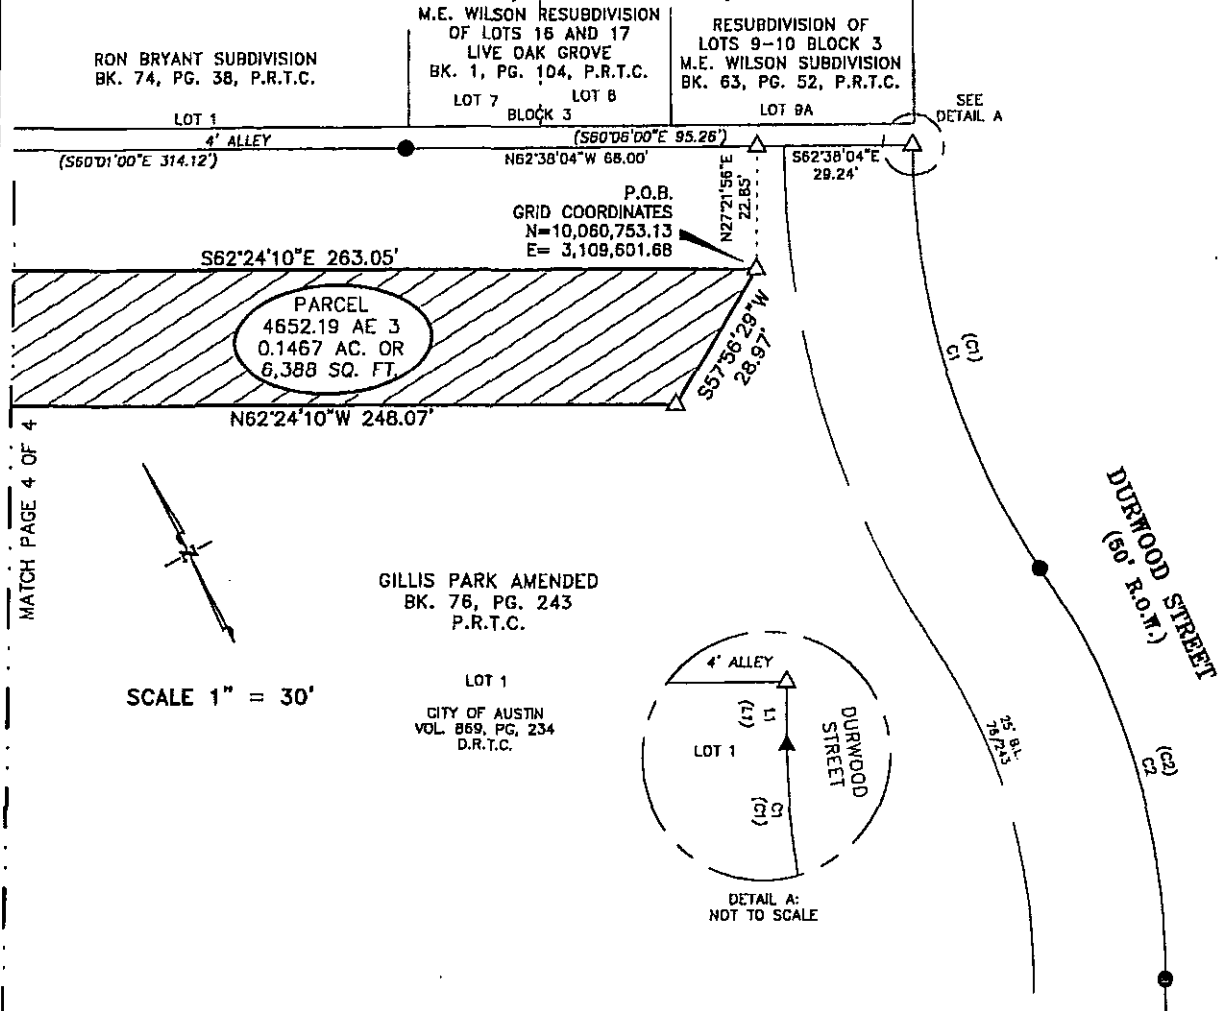 M.E. WILSON RESUBDIVISION
OF LOTS 16 AND 17
LIVE OAK GROVE
BK. 1, PG. 104, P.R.T.C.
RESUBDIVISION OF
LOTS 9-10 BLOCK 3
M.E. WILSON SUBDIVISION
BK. 63, PG. 52, P.R.T.C.
RON BRYANT SUBDIVISION
BK. 74, PG. 38, P.R.T.C.
LOT 7
LOT 8
BLOCK 3
LOT 9A
SEE
DETAIL A
LOT 1
4' ALLEY
(S60°01'00"E 314.12')
(S60°06'00"E 95.26')
N62°38'04"W 68.00'
S62°38'04"E
29.24'
N27°21'56"E
22.85'
P.O.B.
GRID COORDINATES
N=10,060,753.13
E= 3,109,601.68
S62°24'10"E 263.05'
PARCEL
4652.19 AE 3
0.1467 AC. OR
6,388 SQ. FT.
S57°56'29"W
28.97'
N62°24'10"W 248.07'
(C1)
C1
MATCH PAGE 4 OF 4
DURWOOD STREET
(50' R.O.W.)
GILLIS PARK AMENDED
BK. 76, PG. 243
P.R.T.C.
SCALE 1" = 30'
LOT 1
CITY OF AUSTIN
VOL. 869, PG, 234
D.R.T.C.
4' ALLEY
L1
(L1)
LOT 1
DURWOOD
STREET
C1
(C1)
25' B.L.
76/243
(C2)
C2
DETAIL A:
NOT TO SCALE